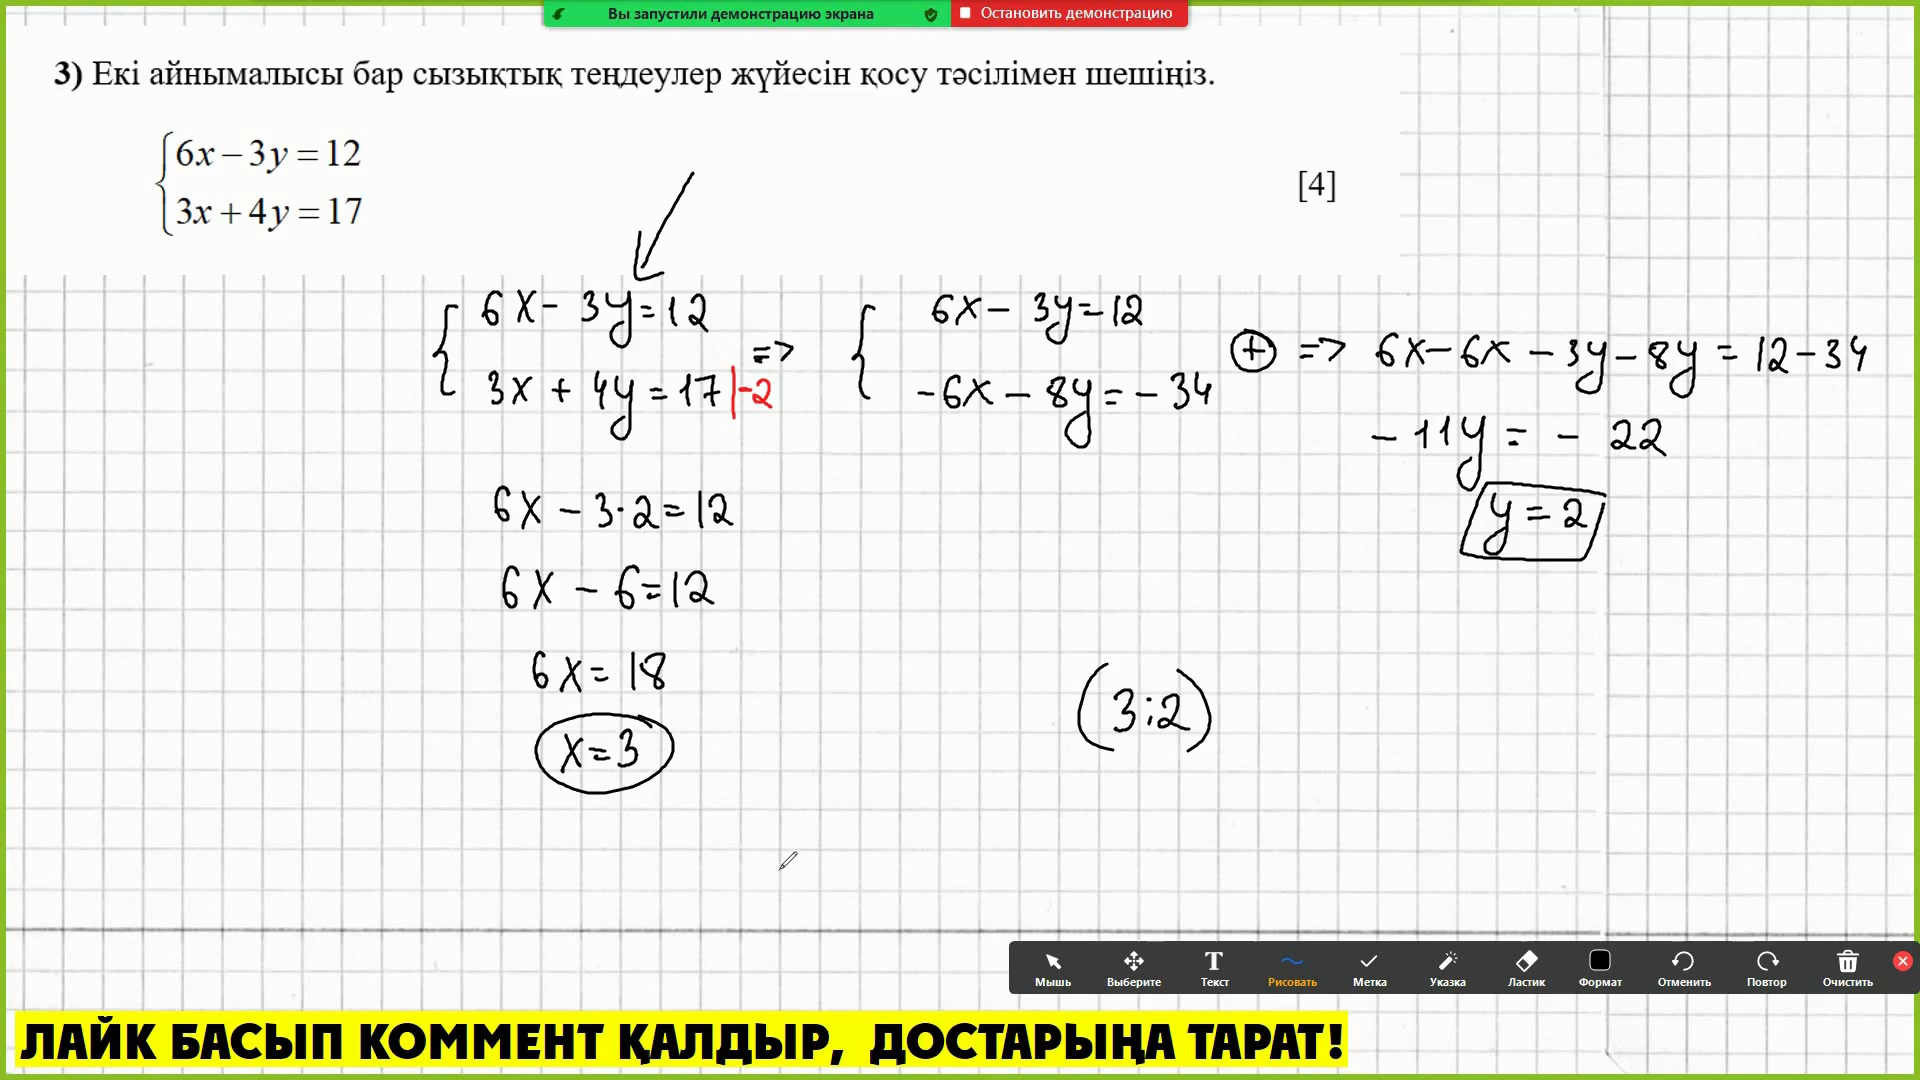 Вы запустили демонстрацию экрана
Остановить демонстрацию
3) Екі айнымалысы бар сызықтық теңдеулер жүйесін қосу тәсілімен шешіңіз.
6x − 3y = 12
3x + 4y = 17
[4]
6x − 3y = 12
3x + 4y = 17 | -2
=>
6x − 3y = 12
-6x − 8y = − 34
+ => 6x − 6x − 3y − 8y = 12 − 34
− 11y = − 22
y = 2
6x − 3·2 = 12
6x − 6 = 12
6x = 18
x = 3
(3;2)
Мышь
Выберите
Текст
Рисовать
Метка
Указка
Ластик
Формат
Отменить
Повтор
Очистить
ЛАЙК БАСЫП КОММЕНТ ҚАЛДЫР, ДОСТАРЫҢА ТАРАТ!